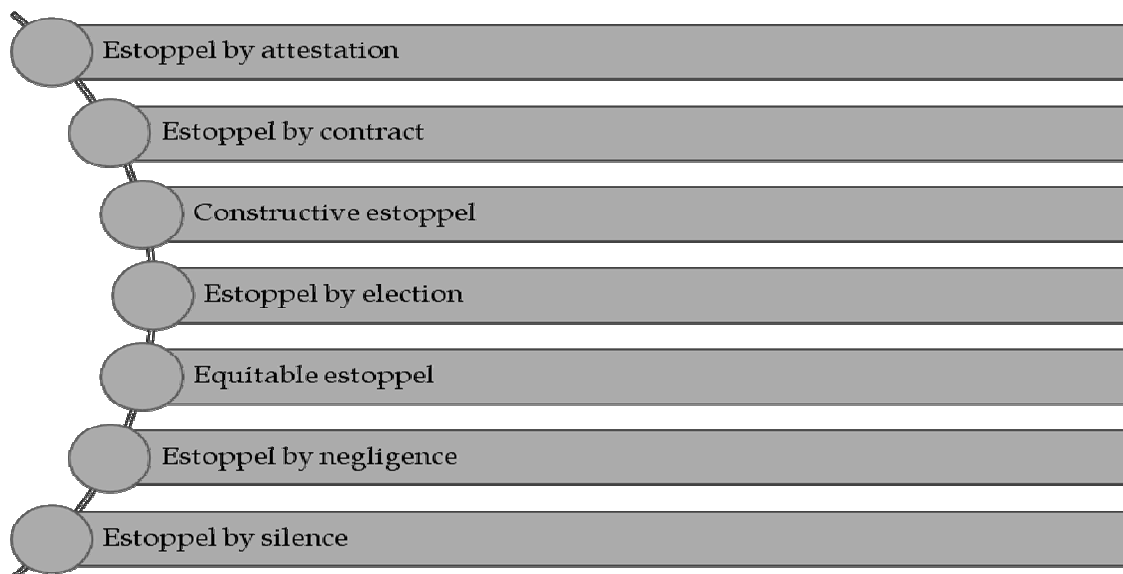 Estoppel by attestation
Estoppel by contract
Constructive estoppel
Estoppel by election
Equitable estoppel
Estoppel by negligence
Estoppel by silence